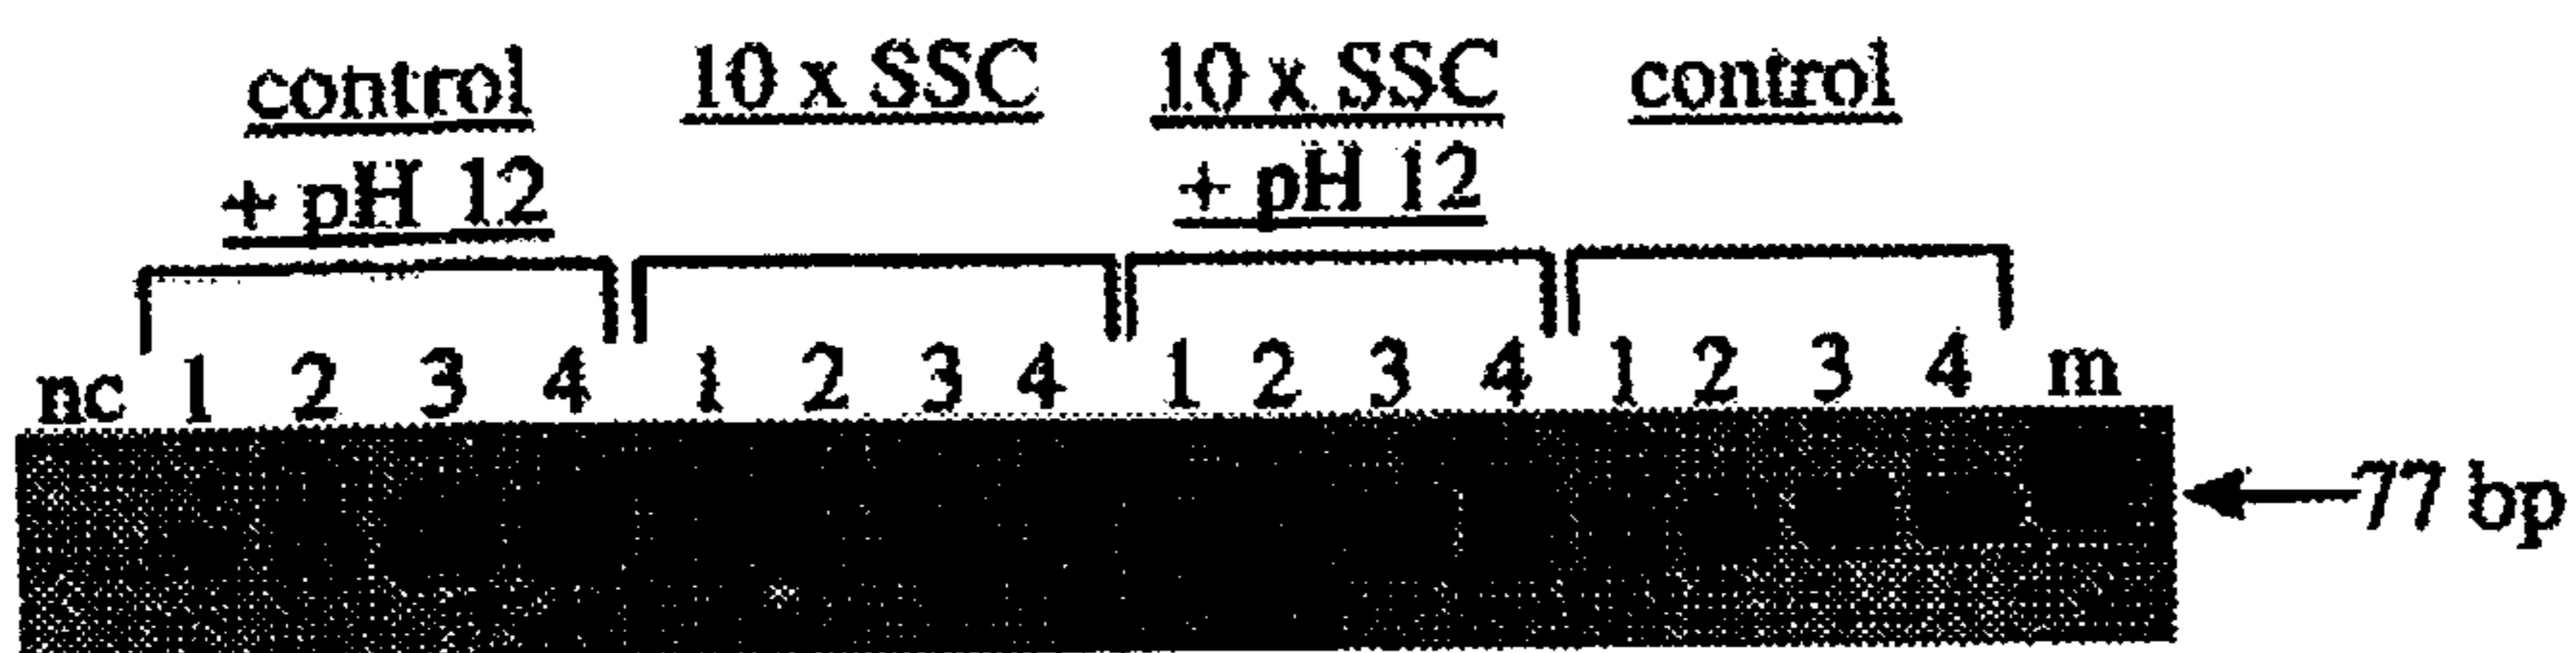 control 10 x SSC 10 x SSC control
+ pH 12 + pH 12
nc 1 2 3 4 1 2 3 4 1 2 3 4 1 2 3 4 m
77 bp